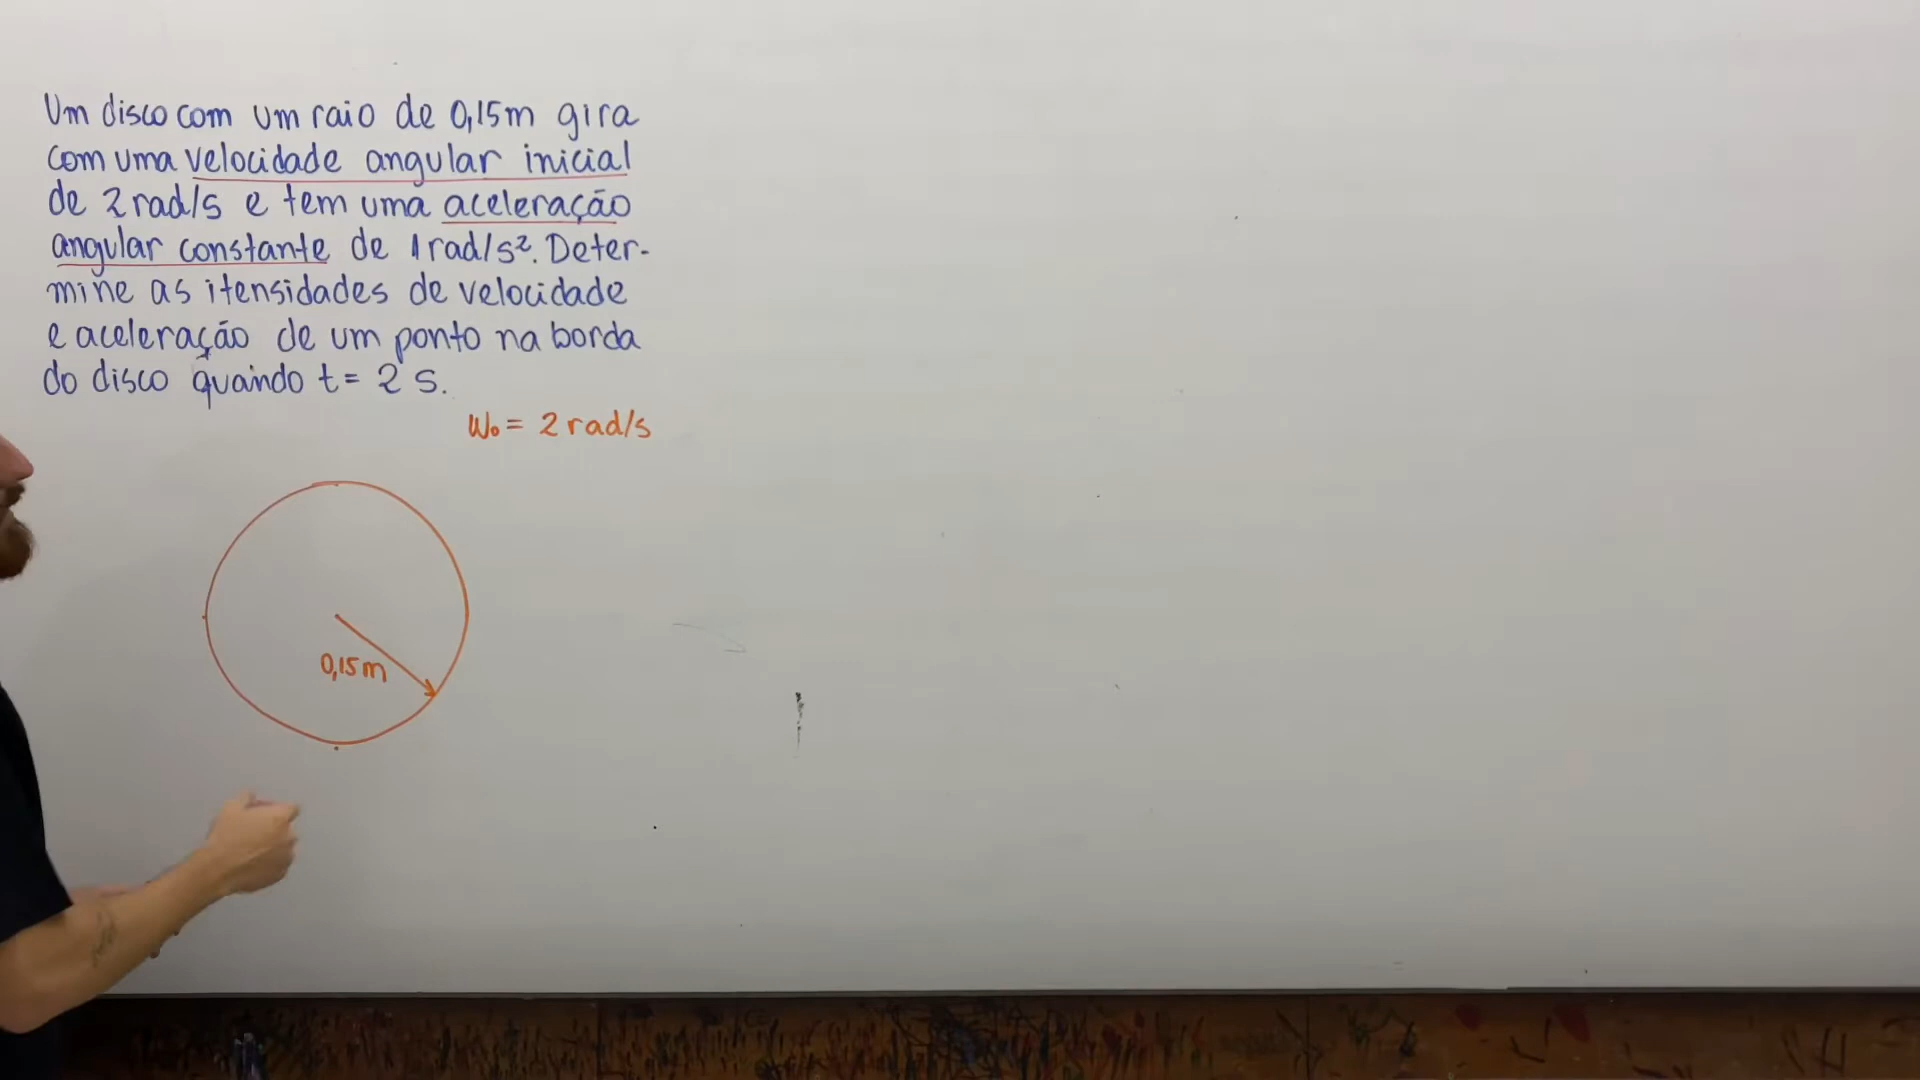 Um disco com um raio de 0,15m gira
com uma velocidade angular inicial
de 2 rad/s e tem uma aceleração
angular constante de 1 rad/s². Deter-
mine as itensidades de velocidade
e aceleração de um ponto na borda
do disco quando t = 2 s.
W₀ = 2 rad/s
0,15m